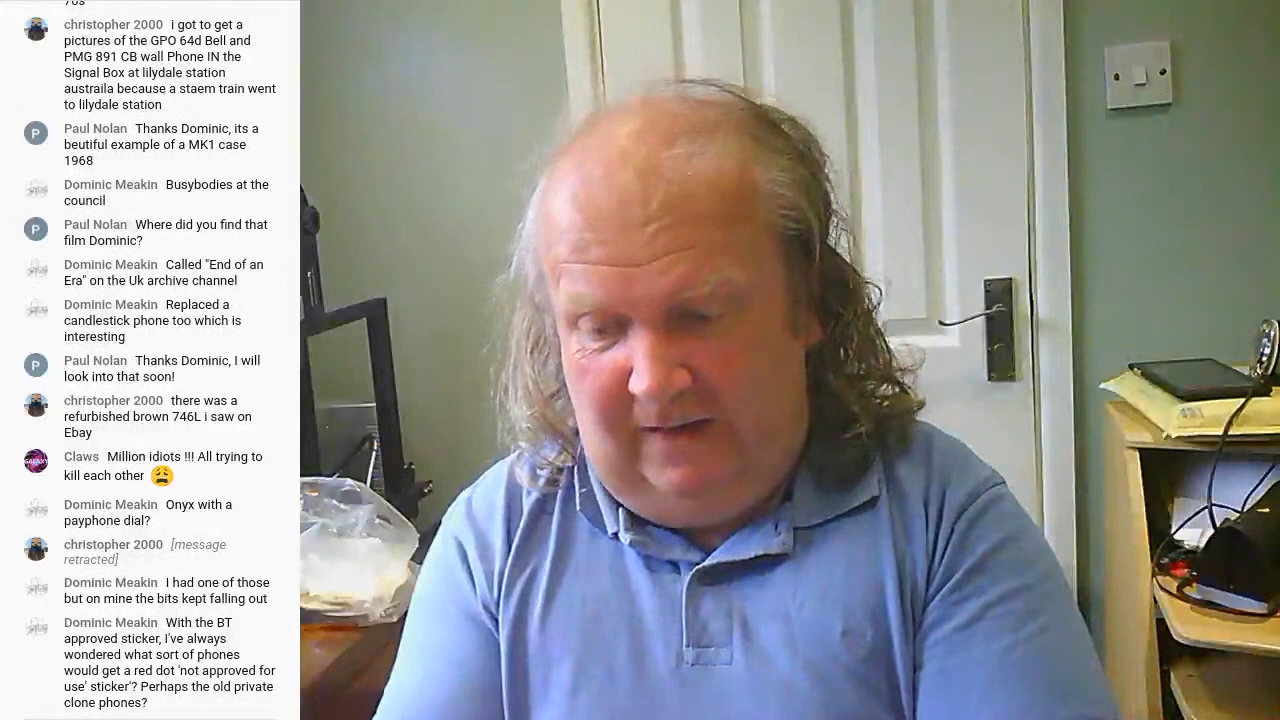 70s
christopher 2000 i got to get a
pictures of the GPO 64d Bell and
PMG 891 CB wall Phone IN the
Signal Box at lilydale station
austraila because a staem train went
to lilydale station
P Paul Nolan Thanks Dominic, its a
beutiful example of a MK1 case
1968
Dominic Meakin Busybodies at the
council
P Paul Nolan Where did you find that
film Dominic?
Dominic Meakin Called "End of an
Era" on the Uk archive channel
Dominic Meakin Replaced a
candlestick phone too which is
interesting
P Paul Nolan Thanks Dominic, I will
look into that soon!
christopher 2000 there was a
refurbished brown 746L i saw on
Ebay
Claws Million idiots !!! All trying to
kill each other 😩
Dominic Meakin Onyx with a
payphone dial?
christopher 2000 [message
retracted]
Dominic Meakin I had one of those
but on mine the bits kept falling out
Dominic Meakin With the BT
approved sticker, I've always
wondered what sort of phones
would get a red dot 'not approved for
use' sticker'? Perhaps the old private
clone phones?